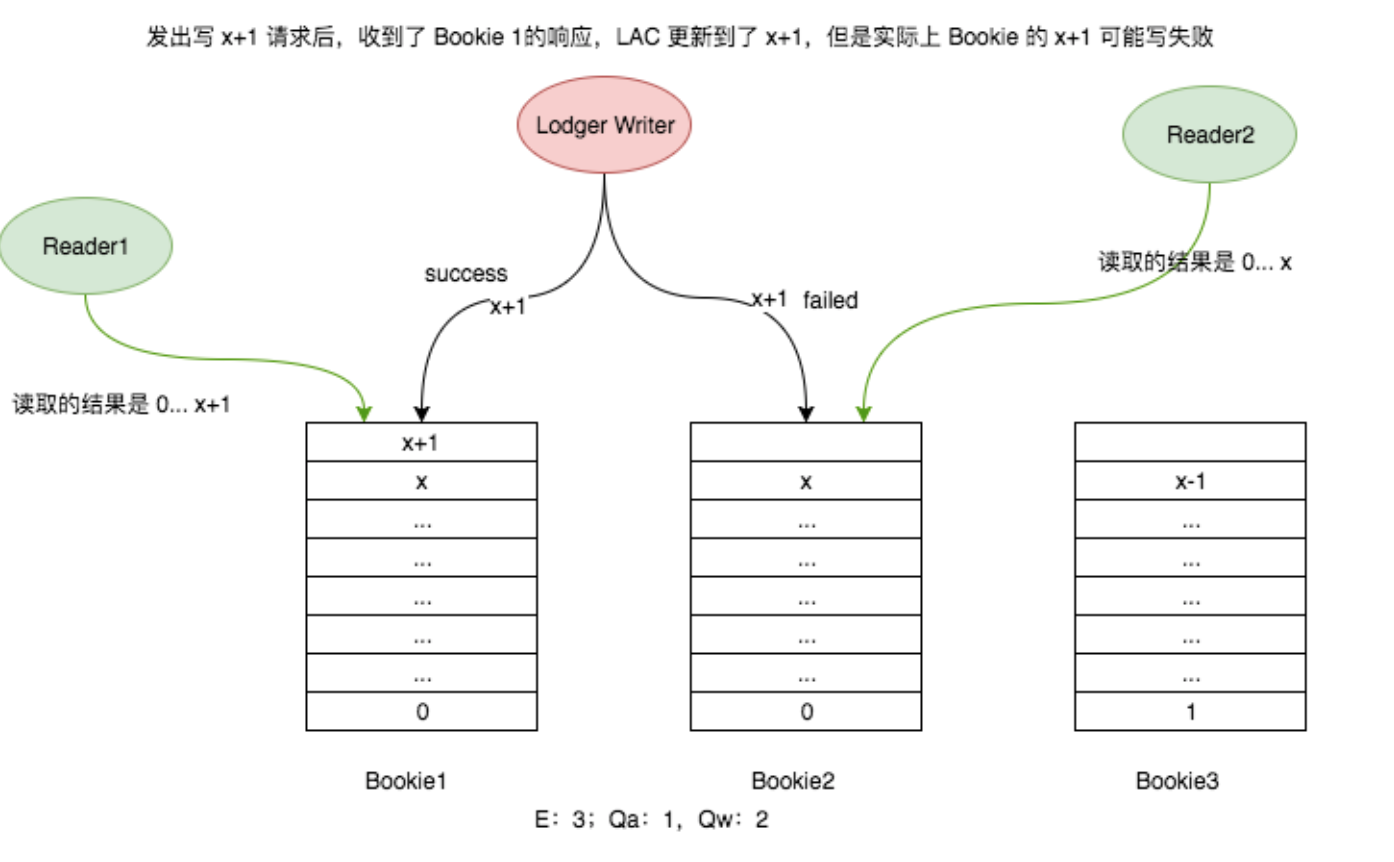 发出写 x+1 请求后，收到了 Bookie 1的响应，LAC 更新到了 x+1，但是实际上 Bookie 的 x+1 可能写失败
Lodger Writer
Reader2
Reader1
读取的结果是 0... x
success
x+1
x+1 failed
读取的结果是 0... x+1
x+1
x
...
...
...
...
...
0
x
...
...
...
...
...
0
x-1
...
...
...
...
...
1
Bookie1
Bookie2
Bookie3
E：3；Qa：1，Qw：2